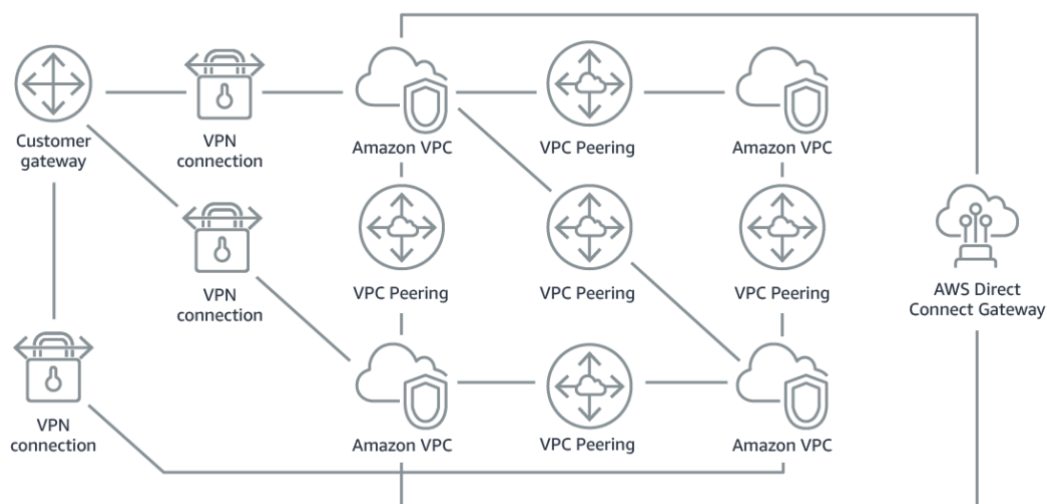 Customer
gateway
VPN
connection
Amazon VPC
VPC Peering
Amazon VPC
VPN
connection
VPC Peering
VPC Peering
VPC Peering
AWS Direct
Connect Gateway
VPN
connection
Amazon VPC
VPC Peering
Amazon VPC